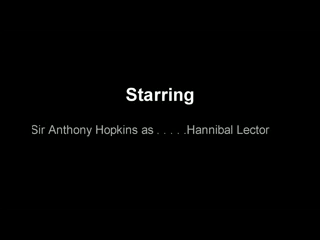 Starring
Sir Anthony Hopkins as . . . . .Hannibal Lector